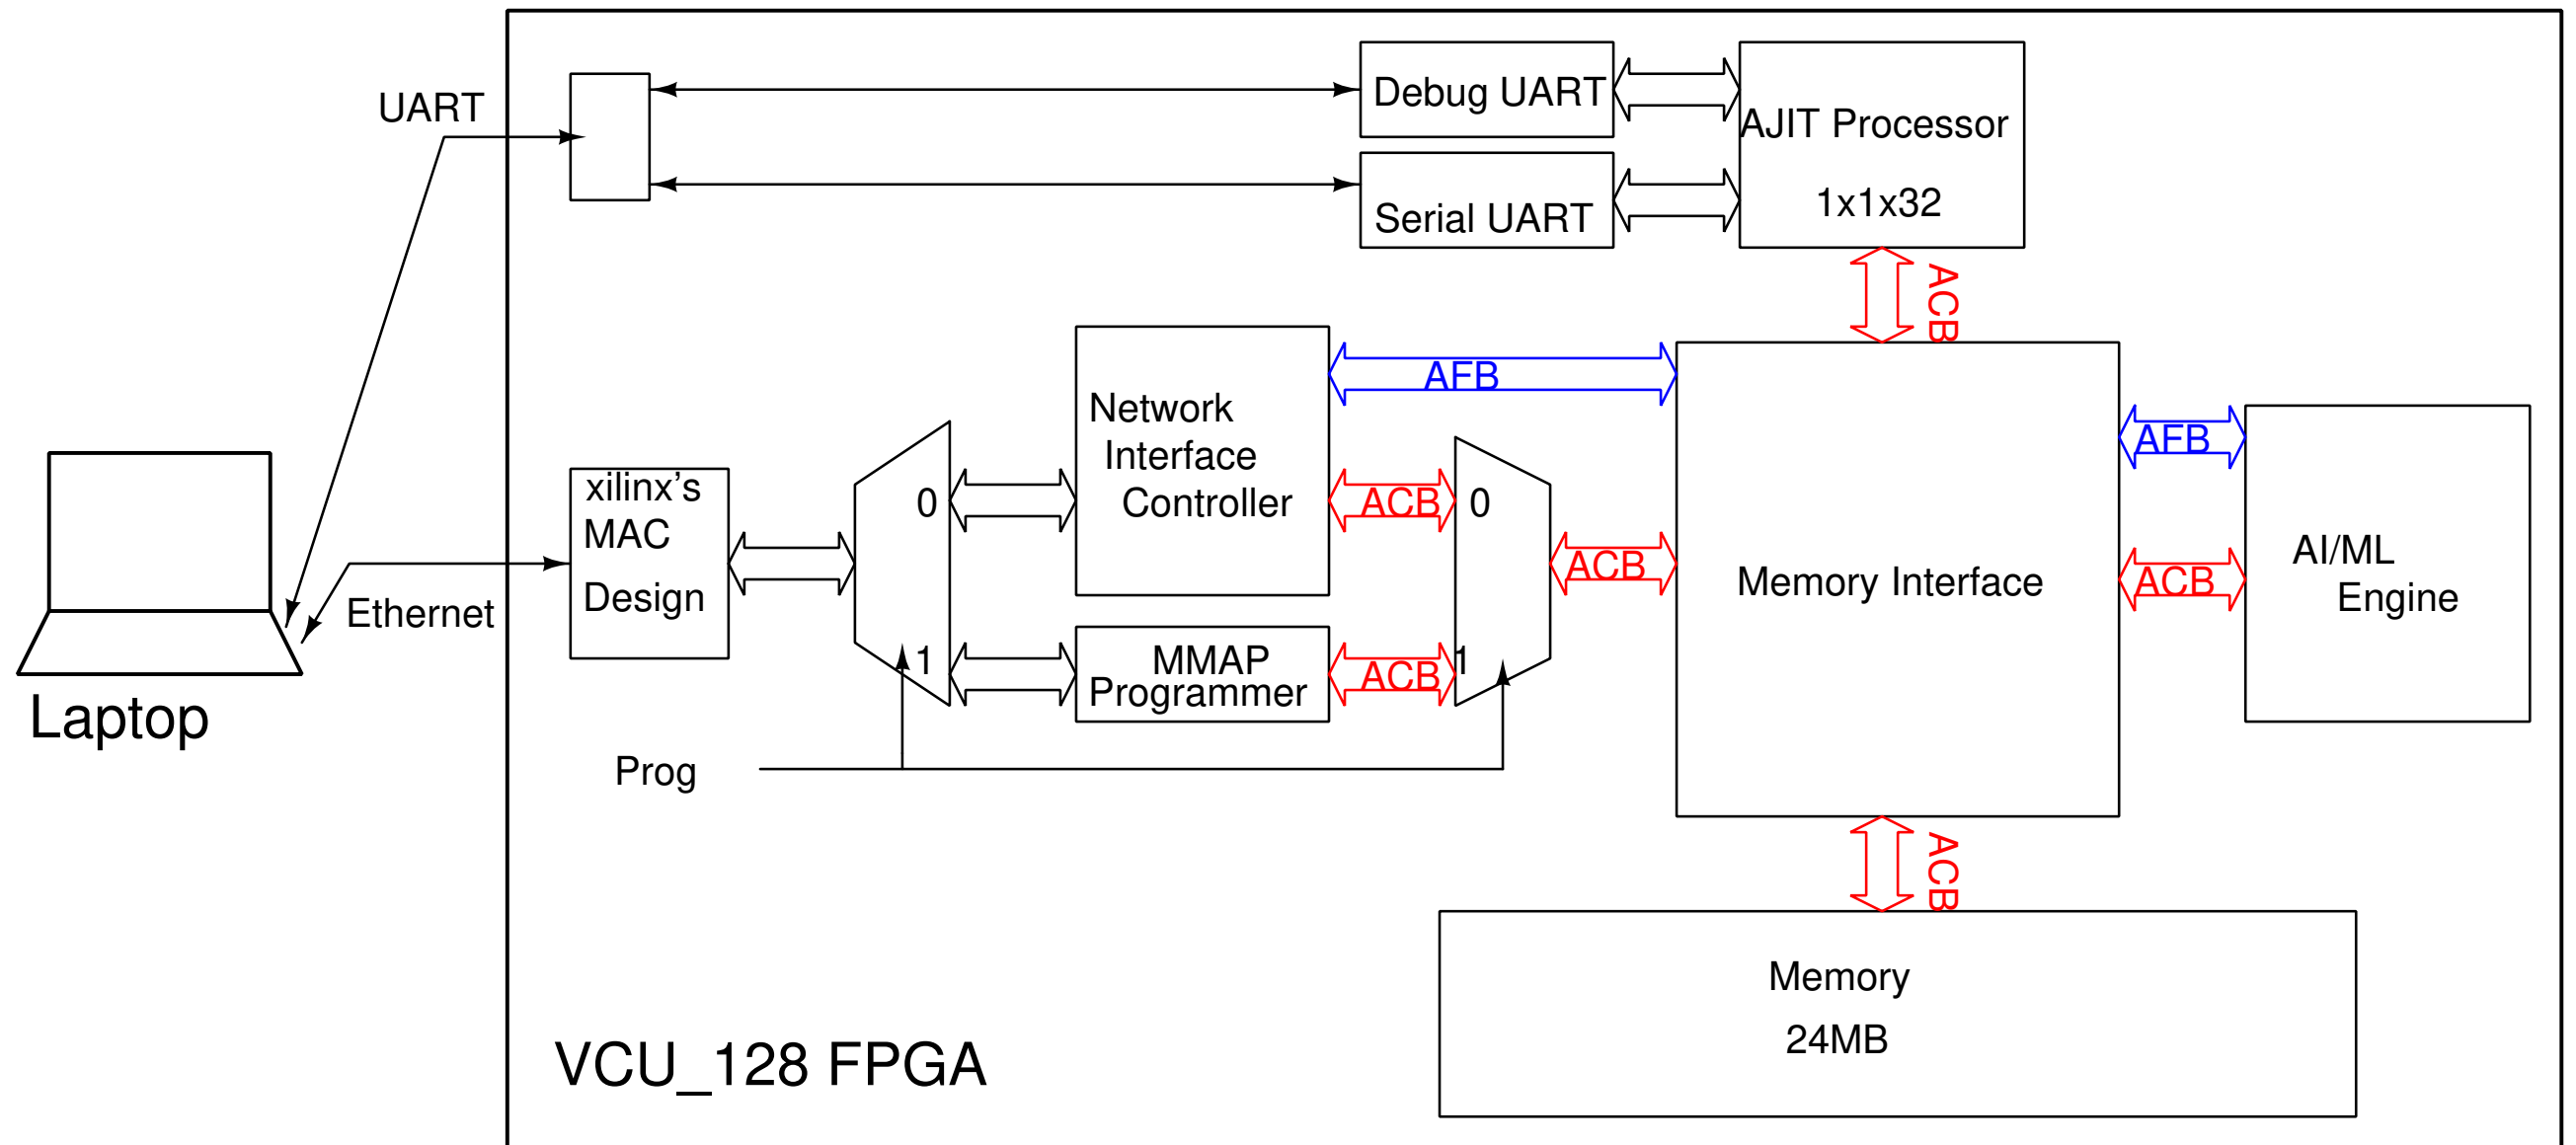 UART
Debug UART
Serial UART
AJIT Processor
1x1x32
ACB
Network
Interface
Controller
AFB
AFB
xilinx's
MAC
Design
0
ACB
0
ACB
Memory Interface
ACB
AI/ML
Engine
Ethernet
1
MMAP
Programmer
ACB
1
Laptop
Prog
ACB
Memory
24MB
VCU_128 FPGA